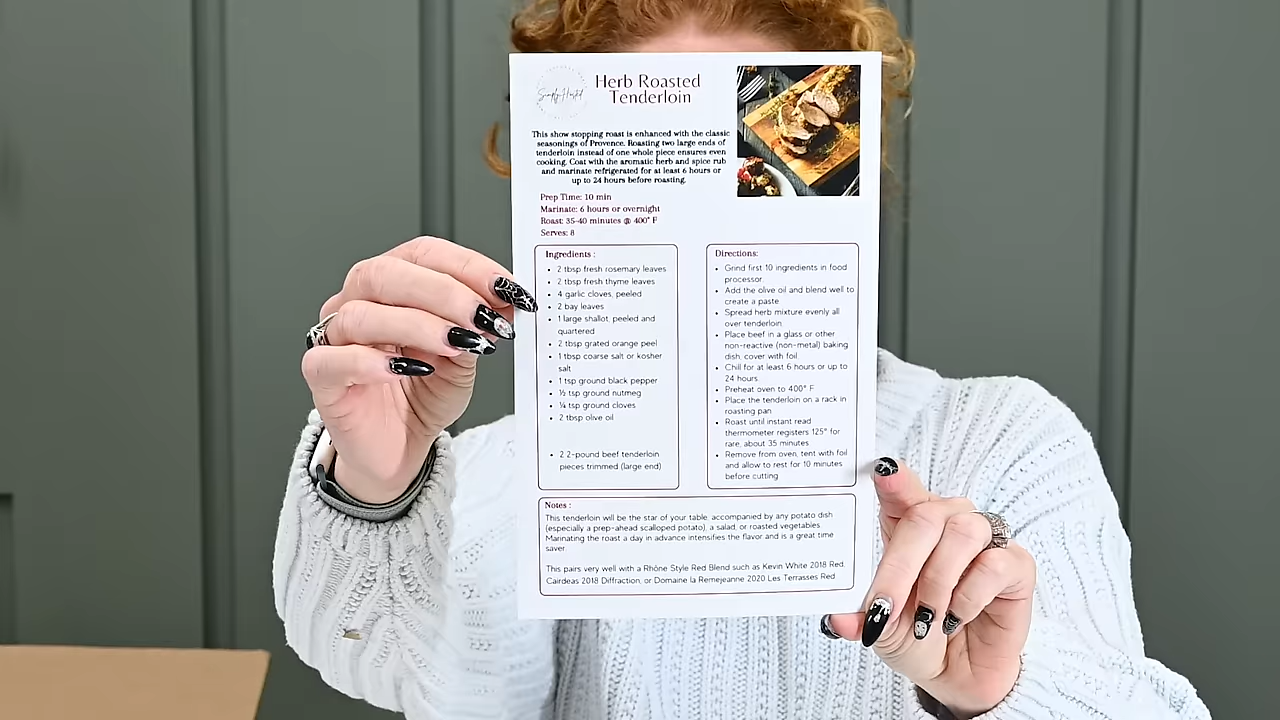 Simply Hosted
Herb Roasted
Tenderloin
This show stopping roast is enhanced with the classic
seasonings of Provence. Roasting two large ends of
tenderloin instead of one whole piece ensures even
cooking. Coat with the aromatic herb and spice rub
and marinate refrigerated for at least 6 hours or
up to 24 hours before roasting.
Prep Time: 10 min
Marinate: 6 hours or overnight
Roast: 35-40 minutes @ 400° F
Serves: 8
Ingredients :
• 2 tbsp fresh rosemary leaves
• 2 tbsp fresh thyme leaves
• 4 garlic cloves, peeled
• 2 bay leaves
• 1 large shallot, peeled and
quartered
• 2 tbsp grated orange peel
• 1 tbsp coarse salt or kosher
salt
• 1 tsp ground black pepper
• ½ tsp ground nutmeg
• ¼ tsp ground cloves
• 2 tbsp olive oil
• 2 2-pound beef tenderloin
pieces trimmed (large end)
Directions:
• Grind first 10 ingredients in food
processor
• Add the olive oil and blend well to
create a paste
• Spread herb mixture evenly all
over tenderloin
• Place beef in a glass or other
non-reactive (non-metal) baking
dish, cover with foil
• Chill for at least 6 hours or up to
24 hours.
• Preheat oven to 400° F
• Place the tenderloin on a rack in
roasting pan
• Roast until instant read
thermometer registers 125° for
rare, about 35 minutes
• Remove from oven, tent with foil
and allow to rest for 10 minutes
before cutting
Notes :
This tenderloin will be the star of your table, accompanied by any potato dish
(especially a prep-ahead scalloped potato), a salad, or roasted vegetables.
Marinating the roast a day in advance intensifies the flavor and is a great time
saver
This pairs very well with a Rhône Style Red Blend such as Kevin White 2018 Red,
Cairdeas 2018 Diffraction, or Domaine la Remejeanne 2020 Les Terrasses Red